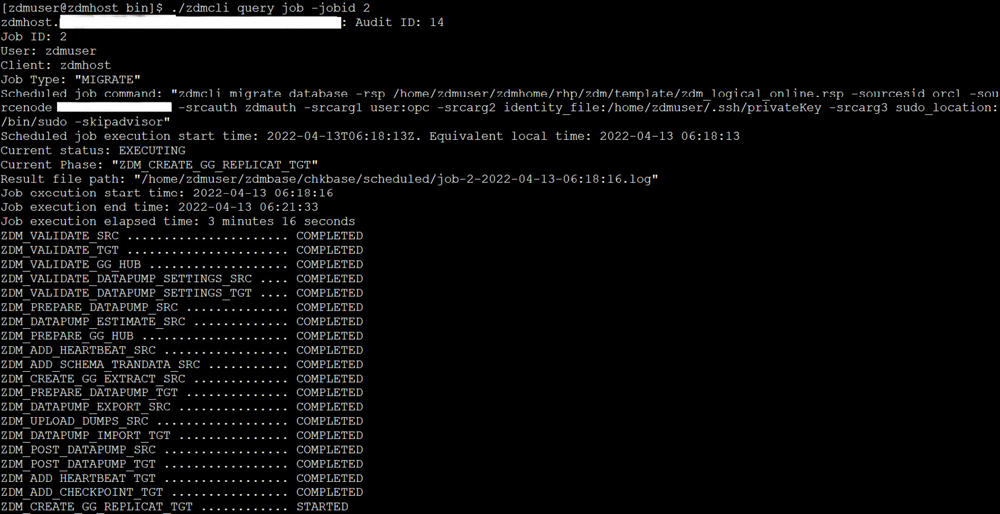 [zdmuser@zdmhost bin]$ ./zdmcli query job -jobid 2
zdmhost. : Audit ID: 14
Job ID: 2
User: zdmuser
Client: zdmhost
Job Type: "MIGRATE"
Scheduled job command: "zdmcli migrate database -rsp /home/zdmuser/zdmhome/rhp/zdm/template/zdm_logical_online.rsp -sourcesid orcl -sou
rcenode -srcauth zdmauth -srcarg1 user:opc -srcarg2 identity_file:/home/zdmuser/.ssh/privateKey -srcarg3 sudo_location:
/bin/sudo -skipadvisor"
Scheduled job execution start time: 2022-04-13T06:18:13Z. Equivalent local time: 2022-04-13 06:18:13
Current status: EXECUTING
Current Phase: "ZDM_CREATE_GG_REPLICAT_TGT"
Result file path: "/home/zdmuser/zdmbase/chkbase/scheduled/job-2-2022-04-13-06:18:16.log"
Job execution start time: 2022-04-13 06:18:16
Job execution end time: 2022-04-13 06:21:33
Job execution elapsed time: 3 minutes 16 seconds
ZDM_VALIDATE_SRC ...................... COMPLETED
ZDM_VALIDATE_TGT ...................... COMPLETED
ZDM_VALIDATE_GG_HUB ................... COMPLETED
ZDM_VALIDATE_DATAPUMP_SETTINGS_SRC .... COMPLETED
ZDM_VALIDATE_DATAPUMP_SETTINGS_TGT .... COMPLETED
ZDM_PREPARE_DATAPUMP_SRC .............. COMPLETED
ZDM_DATAPUMP_ESTIMATE_SRC ............. COMPLETED
ZDM_PREPARE_GG_HUB .................... COMPLETED
ZDM_ADD_HEARTBEAT_SRC ................. COMPLETED
ZDM_ADD_SCHEMA_TRANDATA_SRC ........... COMPLETED
ZDM_CREATE_GG_EXTRACT_SRC ............. COMPLETED
ZDM_PREPARE_DATAPUMP_TGT .............. COMPLETED
ZDM_DATAPUMP_EXPORT_SRC ............... COMPLETED
ZDM_UPLOAD_DUMPS_SRC .................. COMPLETED
ZDM_DATAPUMP_IMPORT_TGT ............... COMPLETED
ZDM_POST_DATAPUMP_SRC ................. COMPLETED
ZDM_POST_DATAPUMP_TGT ................. COMPLETED
ZDM_ADD_HEARTBEAT_TGT ................. COMPLETED
ZDM_ADD_CHECKPOINT_TGT ................ COMPLETED
ZDM_CREATE_GG_REPLICAT_TGT ............ STARTED